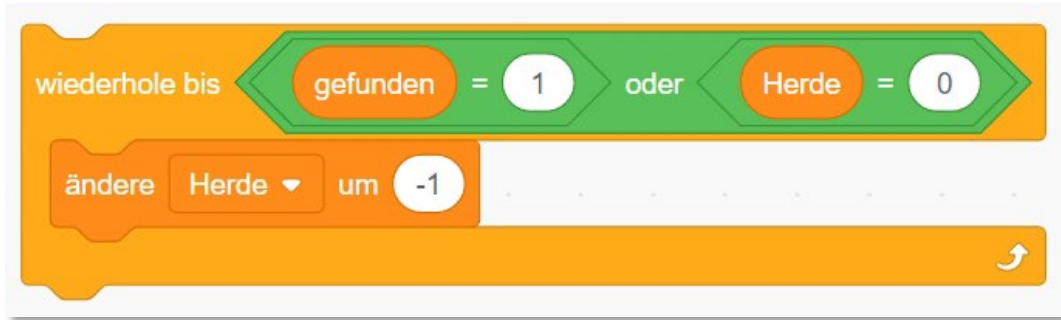 wiederhole bis gefunden = 1 oder Herde = 0
ändere Herde um -1